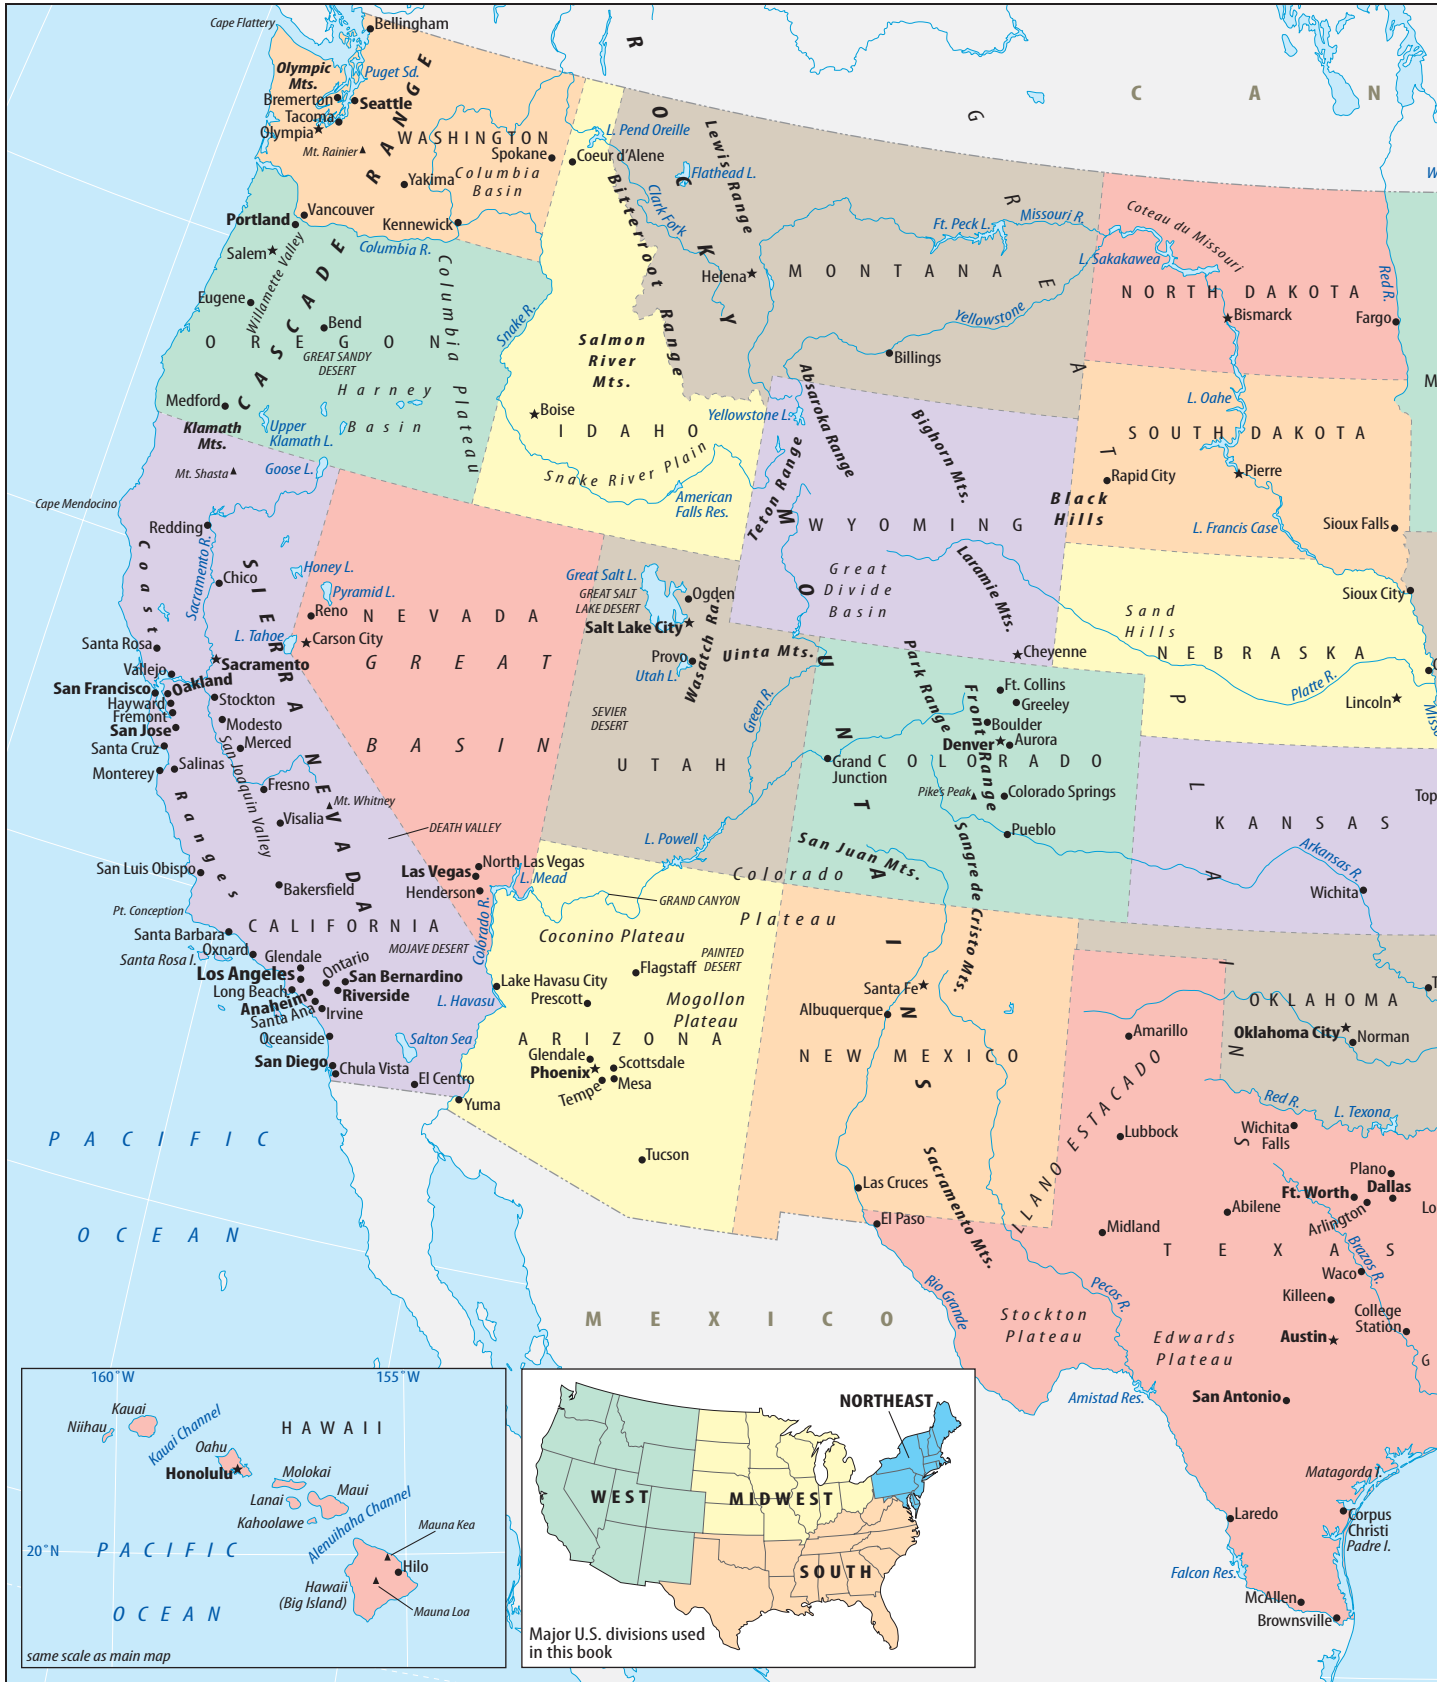 Cape Flattery
Bellingham
Olympic
Mts.
Puget Sd.
Bremerton
Seattle
Tacoma
Olympia
Mt. Rainier
WASHINGTON
Spokane
Columbia
Basin
Yakima
Kennewick
Vancouver
Portland
Columbia R.
Salem
Willamette Valley
CASCADE RANGE
Columbia Plateau
Eugene
Bend
OREGON
GREAT SANDY
DESERT
Harney
Basin
Medford
Klamath
Mts.
Upper
Klamath L.
Goose L.
Mt. Shasta
Cape Mendocino
L. Pend Oreille
Coeur d'Alene
Bitterroot Range
Clark Fork
Flathead L.
Lewis Range
ROCKY MOUNTAINS
Helena
MONTANA
Ft. Peck L.
Missouri R.
Yellowstone
Billings
Snake R.
Salmon
River
Mts.
Boise
IDAHO
Snake River Plain
American
Falls Res.
Yellowstone L.
Absaroka Range
Teton Range
Bighorn Mts.
WYOMING
Great
Divide
Basin
Laramie Mts.
Cheyenne
CAN
GREAT PLAINS
Coteau du Missouri
L. Sakakawea
NORTH DAKOTA
Bismarck
Red R.
Fargo
W
M
L. Oahe
SOUTH DAKOTA
Rapid City
Pierre
Black
Hills
L. Francis Case
Sioux Falls
Sioux City
Sand
Hills
NEBRASKA
Platte R.
Lincoln
O
Misso
Redding
Coast Ranges
Sacramento R.
Chico
SIERRA NEVADA
Honey L.
Pyramid L.
Reno
NEVADA
L. Tahoe
Carson City
GREAT
BASIN
Santa Rosa
Sacramento
Vallejo
San Francisco
Oakland
Hayward
Stockton
Fremont
San Jose
Modesto
Santa Cruz
Merced
Monterey
Salinas
San Joaquin Valley
Fresno
Mt. Whitney
Visalia
DEATH VALLEY
San Luis Obispo
Bakersfield
North Las Vegas
Las Vegas
Henderson
L. Mead
Colorado R.
Pt. Conception
CALIFORNIA
Santa Barbara
Oxnard
MOJAVE DESERT
Santa Rosa I.
Glendale
Los Angeles
Ontario
San Bernardino
Long Beach
Riverside
Anaheim
Santa Ana
Irvine
Oceanside
Salton Sea
San Diego
Chula Vista
El Centro
Great Salt L.
GREAT SALT
LAKE DESERT
Ogden
Salt Lake City
Provo
Utah L.
Wasatch Ra.
Uinta Mts.
SEVIER
DESERT
Green R.
UTAH
L. Powell
Park Range
Front Range
Ft. Collins
Greeley
Boulder
Denver
Aurora
Grand
Junction
COLORADO
Pike's Peak
Colorado Springs
Pueblo
San Juan Mts.
Sangre de Cristo Mts.
KANSAS
Top
Arkansas R.
Wichita
Colorado
Plateau
GRAND CANYON
Coconino Plateau
PAINTED
DESERT
Flagstaff
Lake Havasu City
L. Havasu
Prescott
Mogollon
Plateau
ARIZONA
Glendale
Scottsdale
Phoenix
Mesa
Tempe
Yuma
Tucson
Santa Fe
Albuquerque
NEW MEXICO
Las Cruces
Sacramento Mts.
El Paso
LLANO ESTACADO
Amarillo
OKLAHOMA
Oklahoma City
Norman
T
Red R.
L. Texona
Wichita
Falls
Lubbock
Plano
Ft. Worth
Dallas
Arlington
Abilene
Lo
Midland
TEXAS
Brazos R.
Waco
Killeen
College
Station
Austin
G
Rio Grande
Pecos R.
Stockton
Plateau
Edwards
Plateau
Amistad Res.
San Antonio
Matagorda I.
Laredo
Corpus
Christi
Padre I.
Falcon Res.
McAllen
Brownsville
MEXICO
PACIFIC
OCEAN
160°W
155°W
Kauai
Niihau
Kauai Channel
HAWAII
Oahu
Honolulu
Molokai
Lanai
Maui
Kahoolawe
Alenuihaha Channel
Mauna Kea
20°N
PACIFIC
Hilo
Hawaii
(Big Island)
Mauna Loa
OCEAN
same scale as main map
NORTHEAST
WEST
MIDWEST
SOUTH
Major U.S. divisions used
in this book